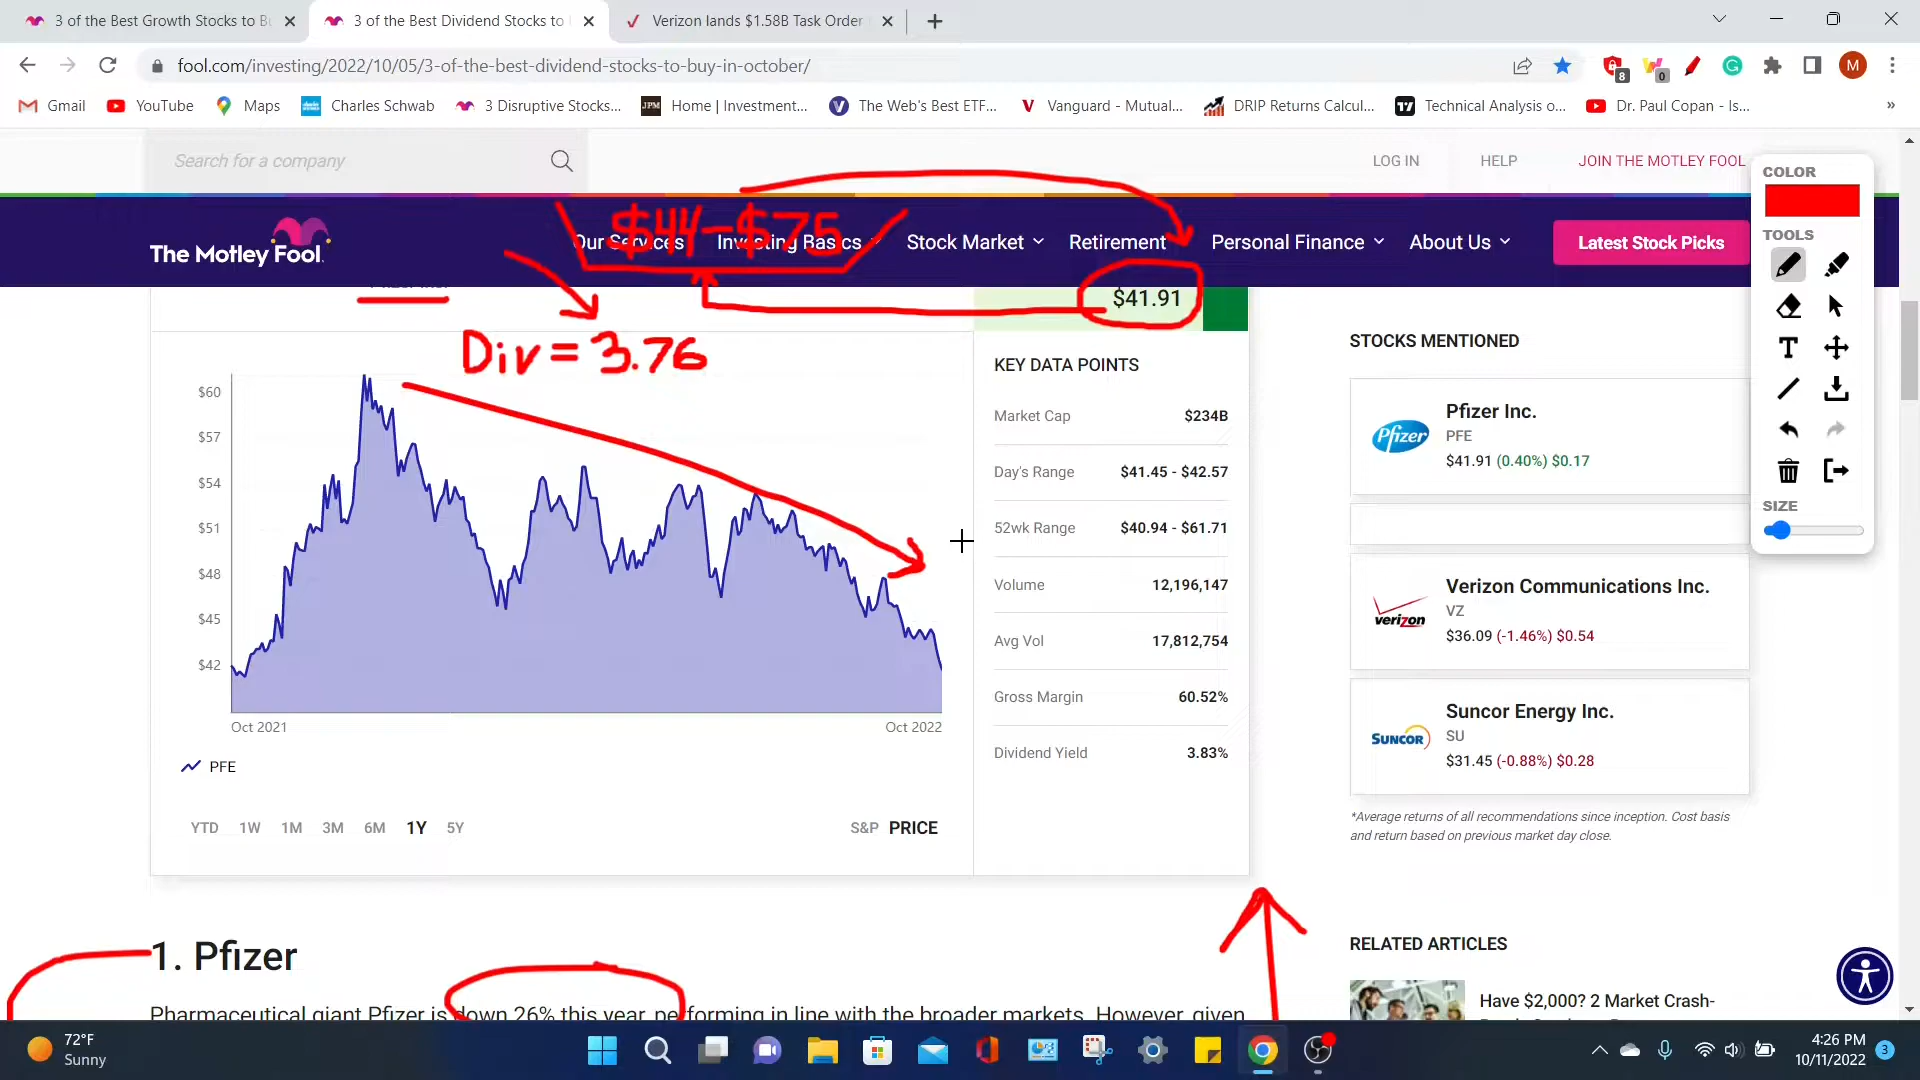 3 of the Best Growth Stocks to Bu
3 of the Best Dividend Stocks to
Verizon lands $1.58B Task Order
fool.com/investing/2022/10/05/3-of-the-best-dividend-stocks-to-buy-in-october/
8
0
M
Gmail
YouTube
Maps
Charles Schwab
3 Disruptive Stocks...
Home | Investment...
The Web's Best ETF...
Vanguard - Mutual...
DRIP Returns Calcul...
Technical Analysis o...
Dr. Paul Copan - Is...
Search for a company
LOG IN
HELP
JOIN THE MOTLEY FOOL
The Motley Fool.
Our Services
Investing Basics
Stock Market
Retirement
Personal Finance
About Us
Latest Stock Picks
$44-$75
$41.91
Div = 3.76
$60
$57
$54
$51
$48
$45
$42
Oct 2021
Oct 2022
PFE
YTD 1W 1M 3M 6M 1Y 5Y
S&P PRICE
KEY DATA POINTS
Market Cap $234B
Day's Range $41.45 - $42.57
52wk Range $40.94 - $61.71
Volume 12,196,147
Avg Vol 17,812,754
Gross Margin 60.52%
Dividend Yield 3.83%
STOCKS MENTIONED
Pfizer
Pfizer Inc.
PFE
$41.91 (0.40%) $0.17
verizon
Verizon Communications Inc.
VZ
$36.09 (-1.46%) $0.54
SUNCOR
Suncor Energy Inc.
SU
$31.45 (-0.88%) $0.28
*Average returns of all recommendations since inception. Cost basis
and return based on previous market day close.
COLOR
TOOLS
T
SIZE
1. Pfizer
Pharmaceutical giant Pfizer is down 26% this year, performing in line with the broader markets. However, given
RELATED ARTICLES
Have $2,000? 2 Market Crash-
72°F
Sunny
4:26 PM
10/11/2022
3